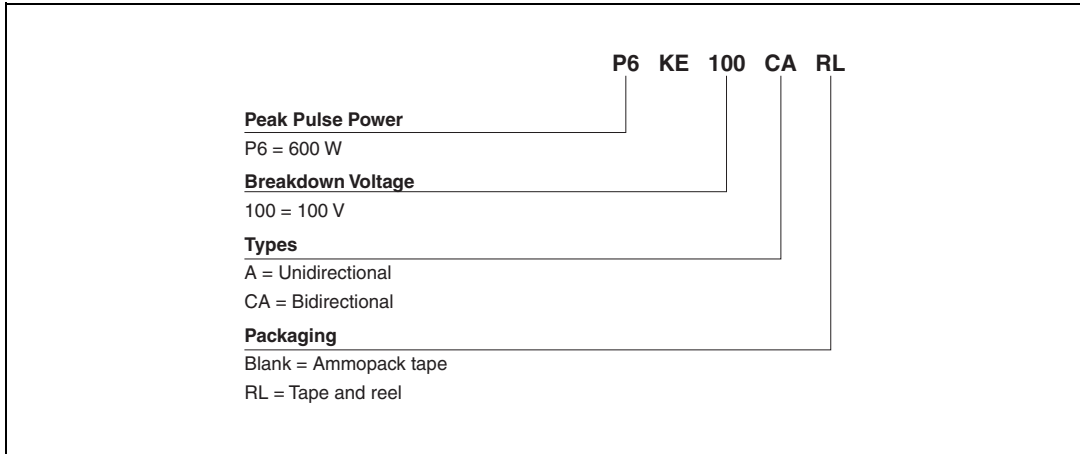 P6 KE 100 CA RL
Peak Pulse Power
P6 = 600 W
Breakdown Voltage
100 = 100 V
Types
A = Unidirectional
CA = Bidirectional
Packaging
Blank = Ammopack tape
RL = Tape and reel